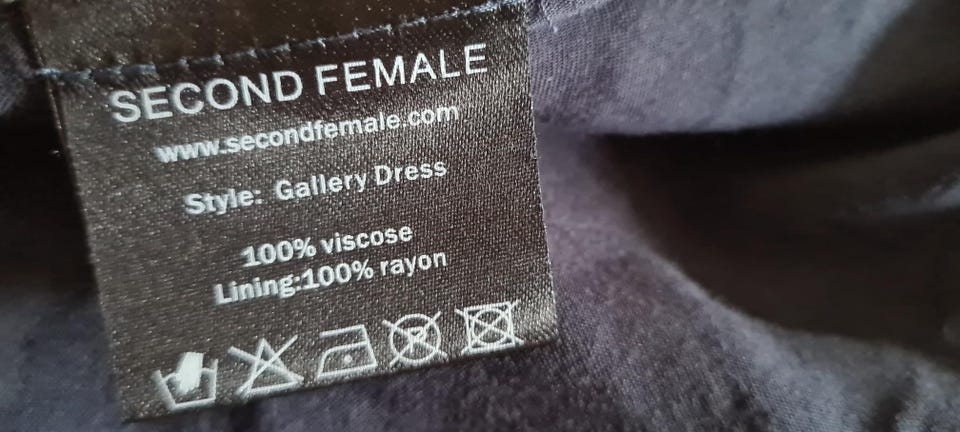 SECOND FEMALE
www.secondfemale.com
Style: Gallery Dress
100% viscose
Lining:100% rayon